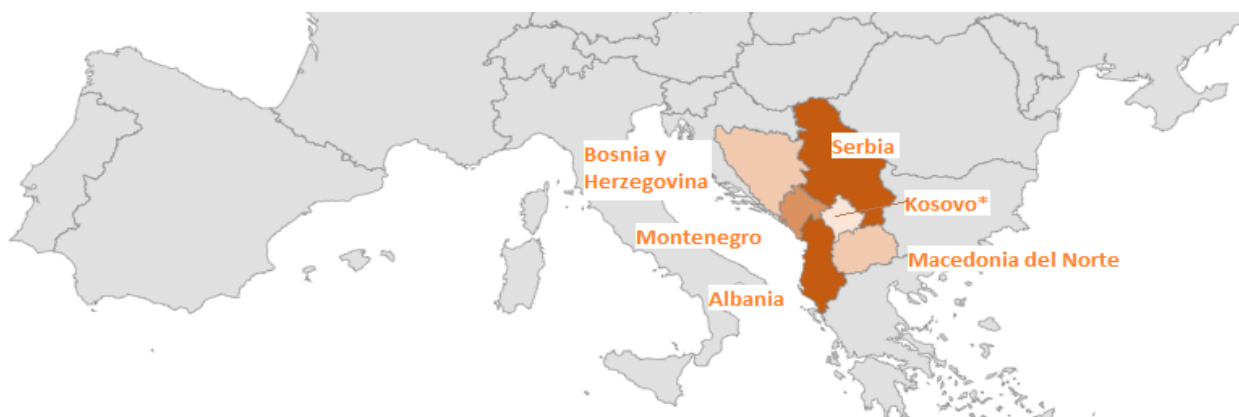 Bosnia y
Herzegovina
Serbia
Kosovo*
Montenegro
Macedonia del Norte
Albania